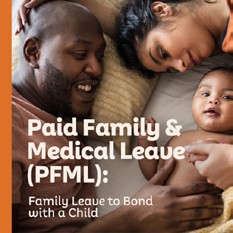 Paid Family &
Medical Leave
(PFML):
Family Leave to Bond
with a Child